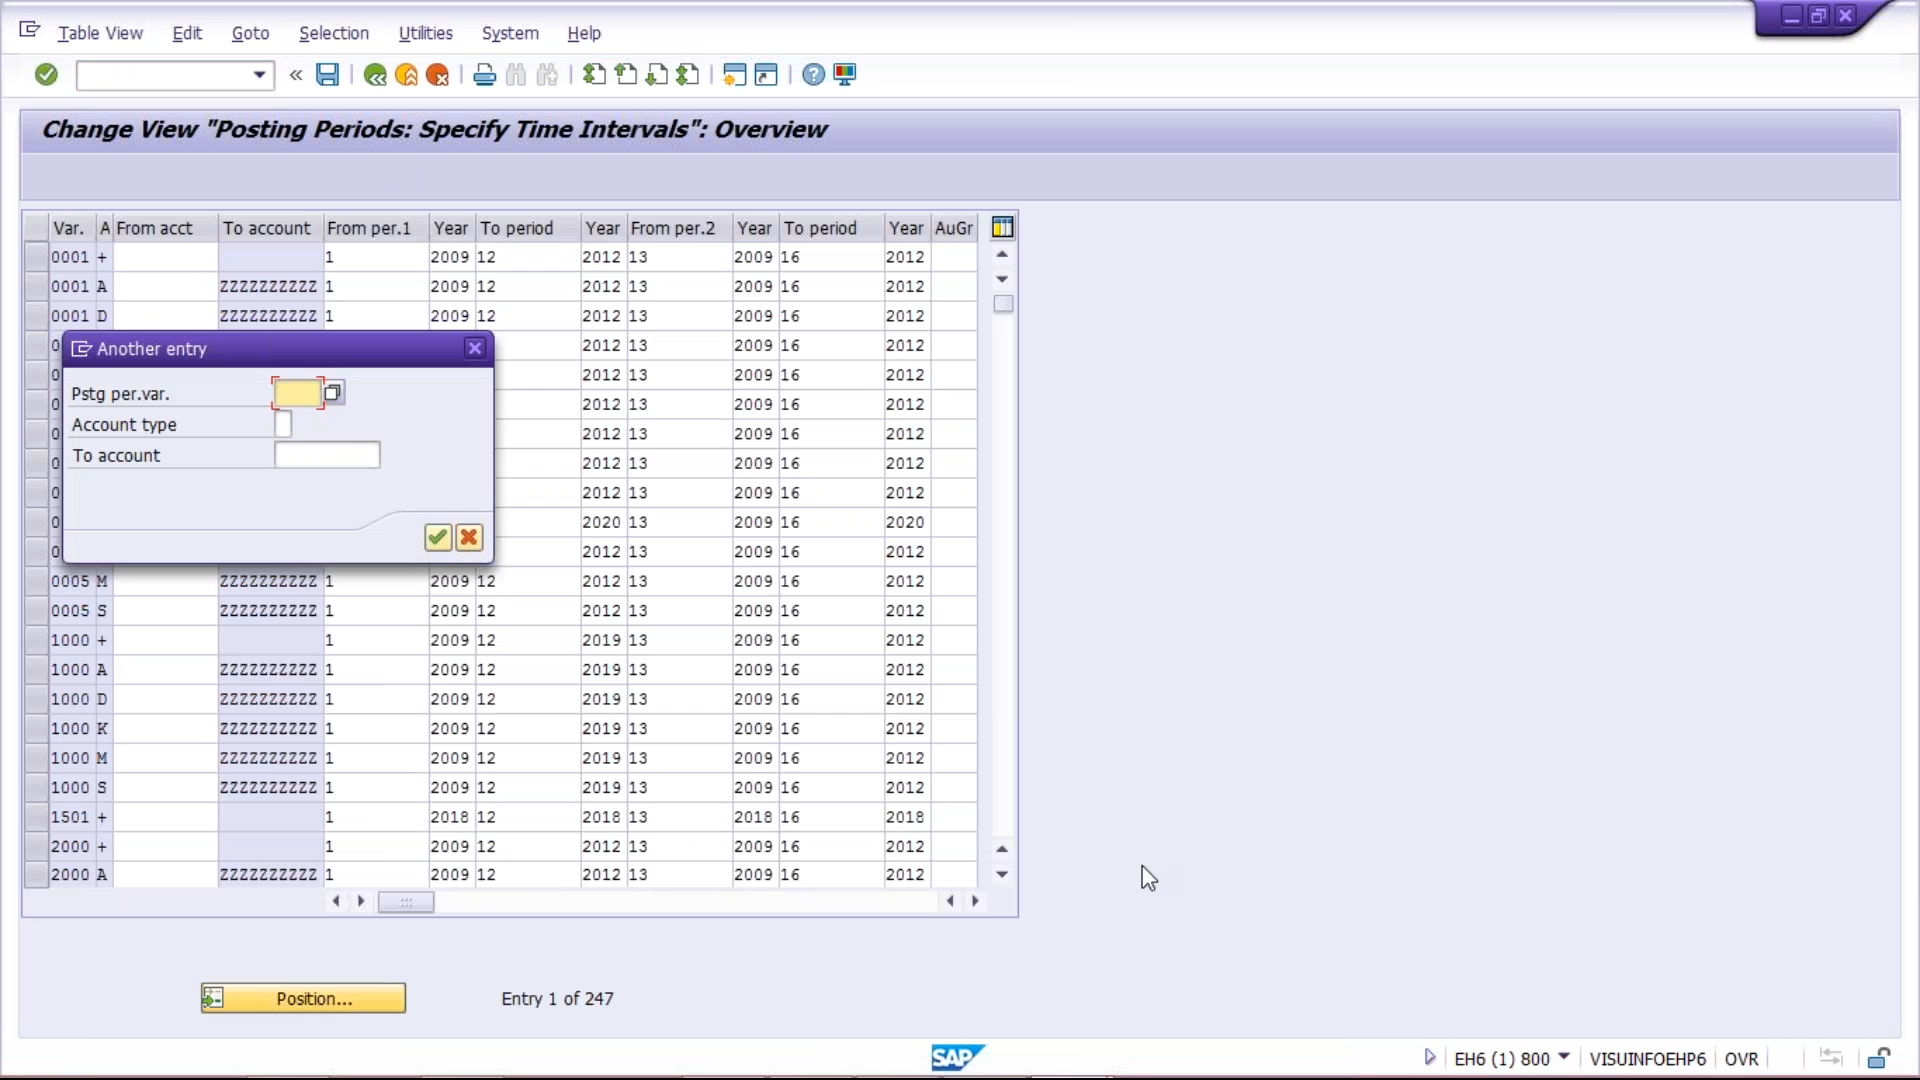 Table View Edit Goto Selection Utilities System Help
Change View "Posting Periods: Specify Time Intervals": Overview
Var. A From acct To account From per.1 Year To period Year From per.2 Year To period Year AuGr
0001 + 1 2009 12 2012 13 2009 16 2012
0001 A ZZZZZZZZZZ 1 2009 12 2012 13 2009 16 2012
0001 D ZZZZZZZZZZ 1 2009 12 2012 13 2009 16 2012
0 2012 13 2009 16 2012
0 2012 13 2009 16 2012
0 2012 13 2009 16 2012
0 2012 13 2009 16 2012
0 2012 13 2009 16 2012
0 2012 13 2009 16 2012
0 2020 13 2009 16 2020
0 2012 13 2009 16 2012
Another entry
Pstg per.var.
Account type
To account
0005 M ZZZZZZZZZZ 1 2009 12 2012 13 2009 16 2012
0005 S ZZZZZZZZZZ 1 2009 12 2012 13 2009 16 2012
1000 + 1 2009 12 2019 13 2009 16 2012
1000 A ZZZZZZZZZZ 1 2009 12 2019 13 2009 16 2012
1000 D ZZZZZZZZZZ 1 2009 12 2019 13 2009 16 2012
1000 K ZZZZZZZZZZ 1 2009 12 2019 13 2009 16 2012
1000 M ZZZZZZZZZZ 1 2009 12 2019 13 2009 16 2012
1000 S ZZZZZZZZZZ 1 2009 12 2019 13 2009 16 2012
1501 + 1 2018 12 2018 13 2018 16 2018
2000 + 1 2009 12 2012 13 2009 16 2012
2000 A ZZZZZZZZZZ 1 2009 12 2012 13 2009 16 2012
Position... Entry 1 of 247
SAP EH6 (1) 800 VISUINFOEHP6 OVR